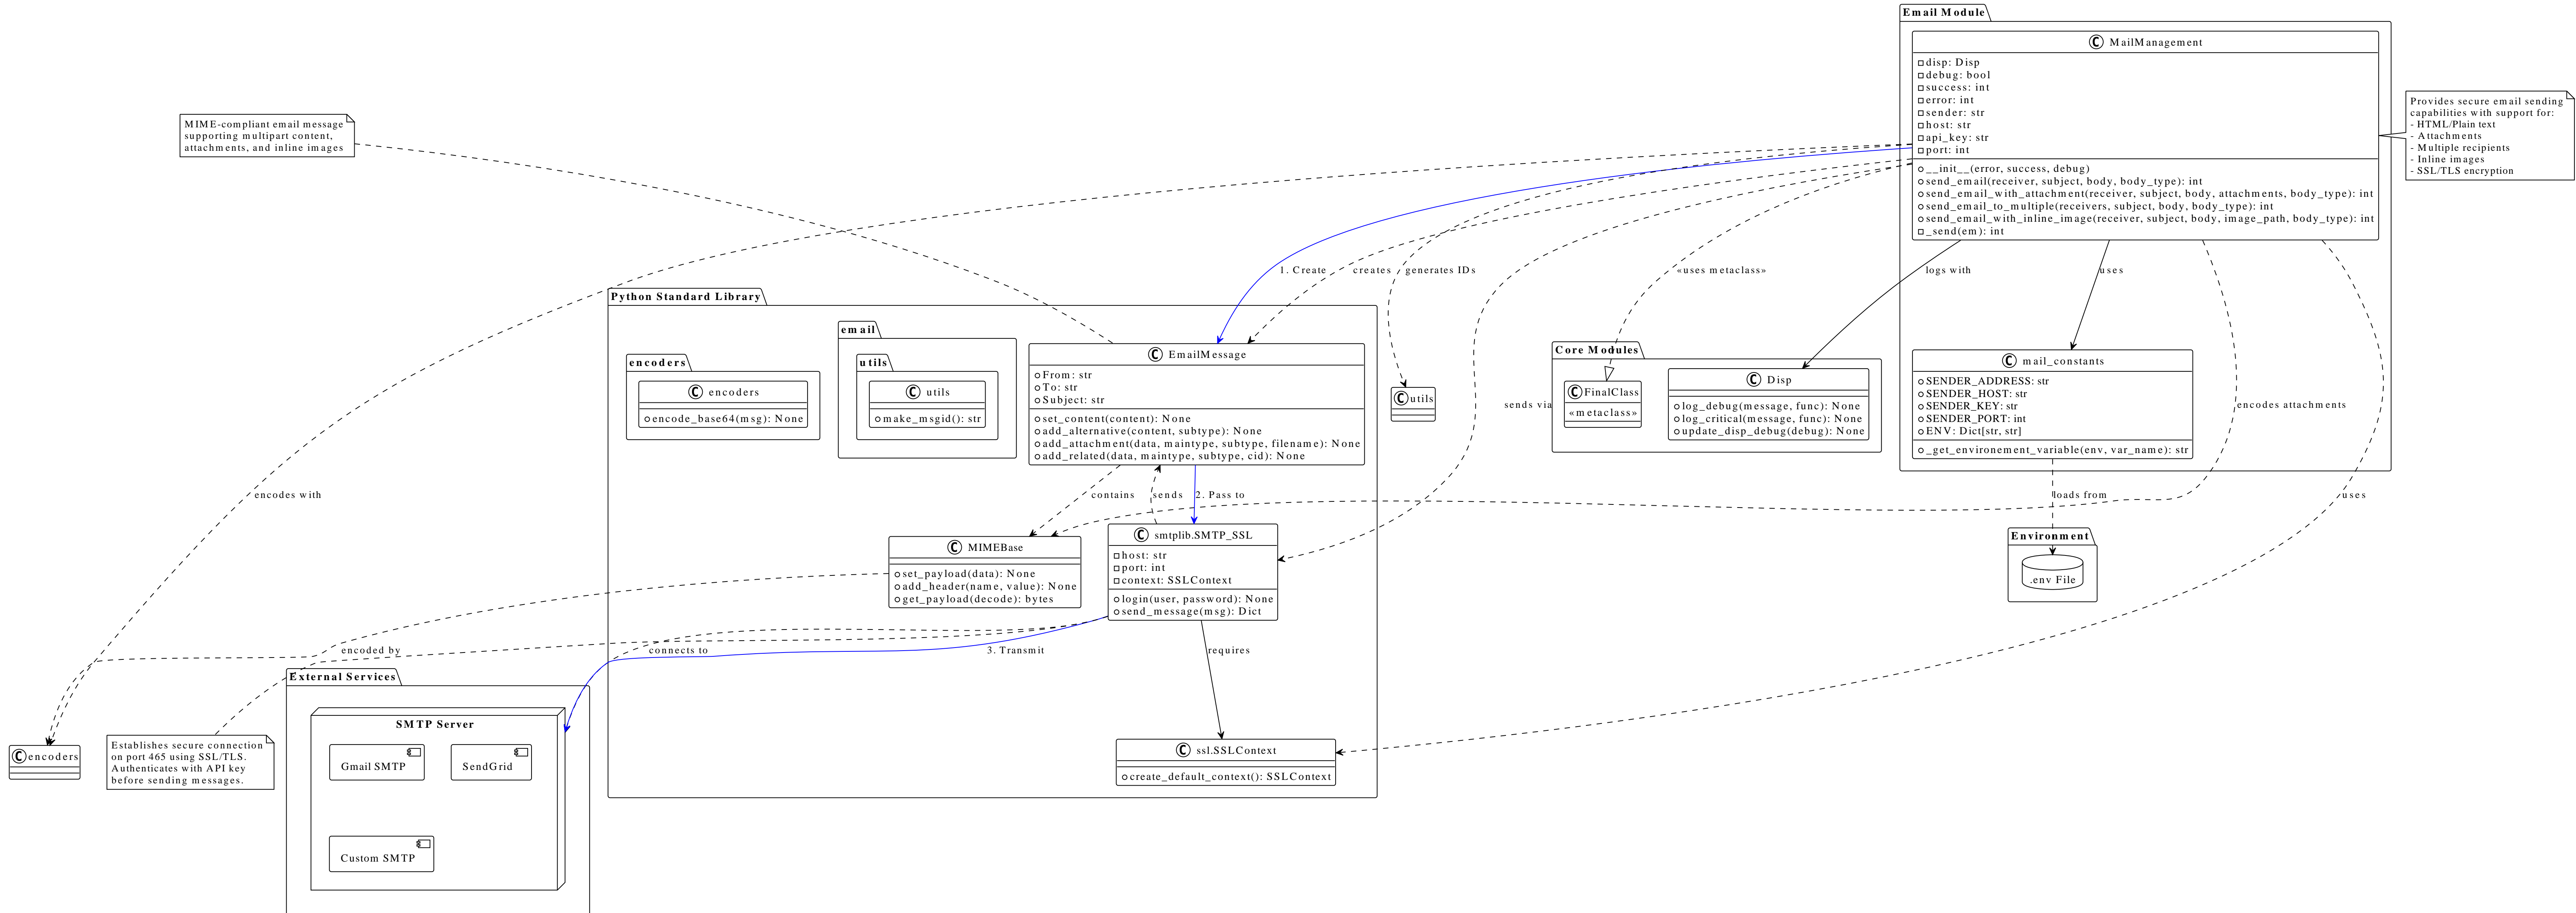 Email Module
C MailManagement
disp: Disp
debug: bool
success: int
error: int
sender: str
host: str
api_key: str
port: int
__init__(error, success, debug)
send_email(receiver, subject, body, body_type): int
send_email_with_attachment(receiver, subject, body, attachments, body_type): int
send_email_to_multiple(receivers, subject, body, body_type): int
send_email_with_inline_image(receiver, subject, body, image_path, body_type): int
_send(em): int
Provides secure email sending
capabilities with support for:
- HTML/Plain text
- Attachments
- Multiple recipients
- Inline images
- SSL/TLS encryption
MIME-compliant email message
supporting multipart content,
attachments, and inline images
1. Create
creates
generates IDs
«uses metaclass»
logs with
uses
Python Standard Library
encoders
C encoders
encode_base64(msg): None
email
utils
C utils
make_msgid(): str
C EmailMessage
From: str
To: str
Subject: str
set_content(content): None
add_alternative(content, subtype): None
add_attachment(data, maintype, subtype, filename): None
add_related(data, maintype, subtype, cid): None
C utils
sends via
Core Modules
C FinalClass
«metaclass»
C Disp
log_debug(message, func): None
log_critical(message, func): None
update_disp_debug(debug): None
C mail_constants
SENDER_ADDRESS: str
SENDER_HOST: str
SENDER_KEY: str
SENDER_PORT: int
ENV: Dict[str, str]
_get_environement_variable(env, var_name): str
encodes attachments
encodes with
contains
sends
2. Pass to
loads from
uses
C MIMEBase
set_payload(data): None
add_header(name, value): None
get_payload(decode): bytes
C smtplib.SMTP_SSL
host: str
port: int
context: SSLContext
login(user, password): None
send_message(msg): Dict
Environment
.env File
encoded by
connects to
3. Transmit
requires
C encoders
Establishes secure connection
on port 465 using SSL/TLS.
Authenticates with API key
before sending messages.
External Services
SMTP Server
Gmail SMTP
SendGrid
Custom SMTP
C ssl.SSLContext
create_default_context(): SSLContext